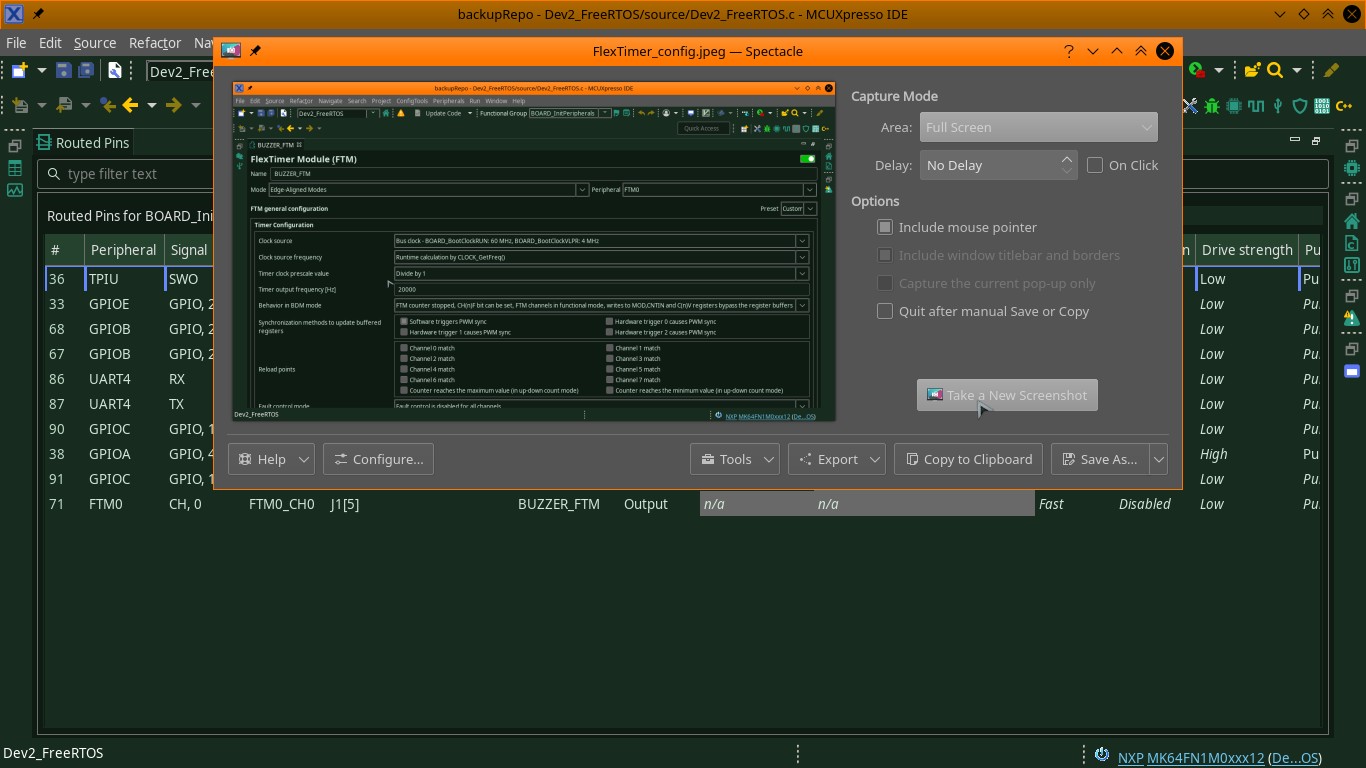 backupRepo - Dev2_FreeRTOS/source/Dev2_FreeRTOS.c - MCUXpresso IDE
File Edit Source Refactor Na
FlexTimer_config.jpeg — Spectacle
Dev2_Fre
Routed Pins
type filter text
Routed Pins for BOARD_Ini
# Peripheral Signal
n Drive strength Pu
36 TPIU SWO Low Pu
33 GPIOE GPIO, 2 Low Pu
68 GPIOB GPIO, 2 Low Pu
67 GPIOB GPIO, 2 Low Pu
86 UART4 RX Low Pu
87 UART4 TX Low Pu
90 GPIOC GPIO, 1 Low Pu
38 GPIOA GPIO, 4 High Pu
91 GPIOC GPIO, 1 Low Pu
71 FTM0 CH, 0 FTM0_CH0 J1[5] BUZZER_FTM Output n/a n/a Fast Disabled Low Pu
backupRepo - Dev2_FreeRTOS/source/Dev2_FreeRTOS.c - MCUXpresso IDE
File Edit Source Refactor Navigate Search Project ConfigTools Peripherals Run Window Help
Dev2_FreeRTOS Update Code Functional Group BOARD_InitPeripherals
Quick Access
BUZZER_FTM
FlexTimer Module (FTM)
Name BUZZER_FTM
Mode Edge-Aligned Modes Peripheral FTM0
FTM general configuration Preset Custom
Timer Configuration
Clock source Bus clock - BOARD_BootClockRUN: 60 MHz, BOARD_BootClockVLPR: 4 MHz
Clock source frequency Runtime calculation by CLOCK_GetFreq()
Timer clock prescale value Divide by 1
Timer output frequency [Hz] 20000
Behavior in BDM mode FTM counter stopped, CH(n)F bit can be set, FTM channels in functional mode, writes to MOD,CNTIN and C(n)V registers bypass the register buffers
Synchronization methods to update buffered registers
Software triggers PWM sync Hardware trigger 0 causes PWM sync
Hardware trigger 1 causes PWM sync Hardware trigger 2 causes PWM sync
Reload points
Channel 0 match Channel 1 match
Channel 2 match Channel 3 match
Channel 4 match Channel 5 match
Channel 6 match Channel 7 match
Counter reaches the maximum value (in up-down count mode) Counter reaches the minimum value (in up-down count mode)
Fault control mode Fault control is disabled for all channels
Dev2_FreeRTOS NXP MK64FN1M0xxx12 (De...OS)
Capture Mode
Area: Full Screen
Delay: No Delay On Click
Options
Include mouse pointer
Include window titlebar and borders
Capture the current pop-up only
Quit after manual Save or Copy
Take a New Screenshot
Help Configure... Tools Export Copy to Clipboard Save As...
Dev2_FreeRTOS
NXP MK64FN1M0xxx12 (De...OS)